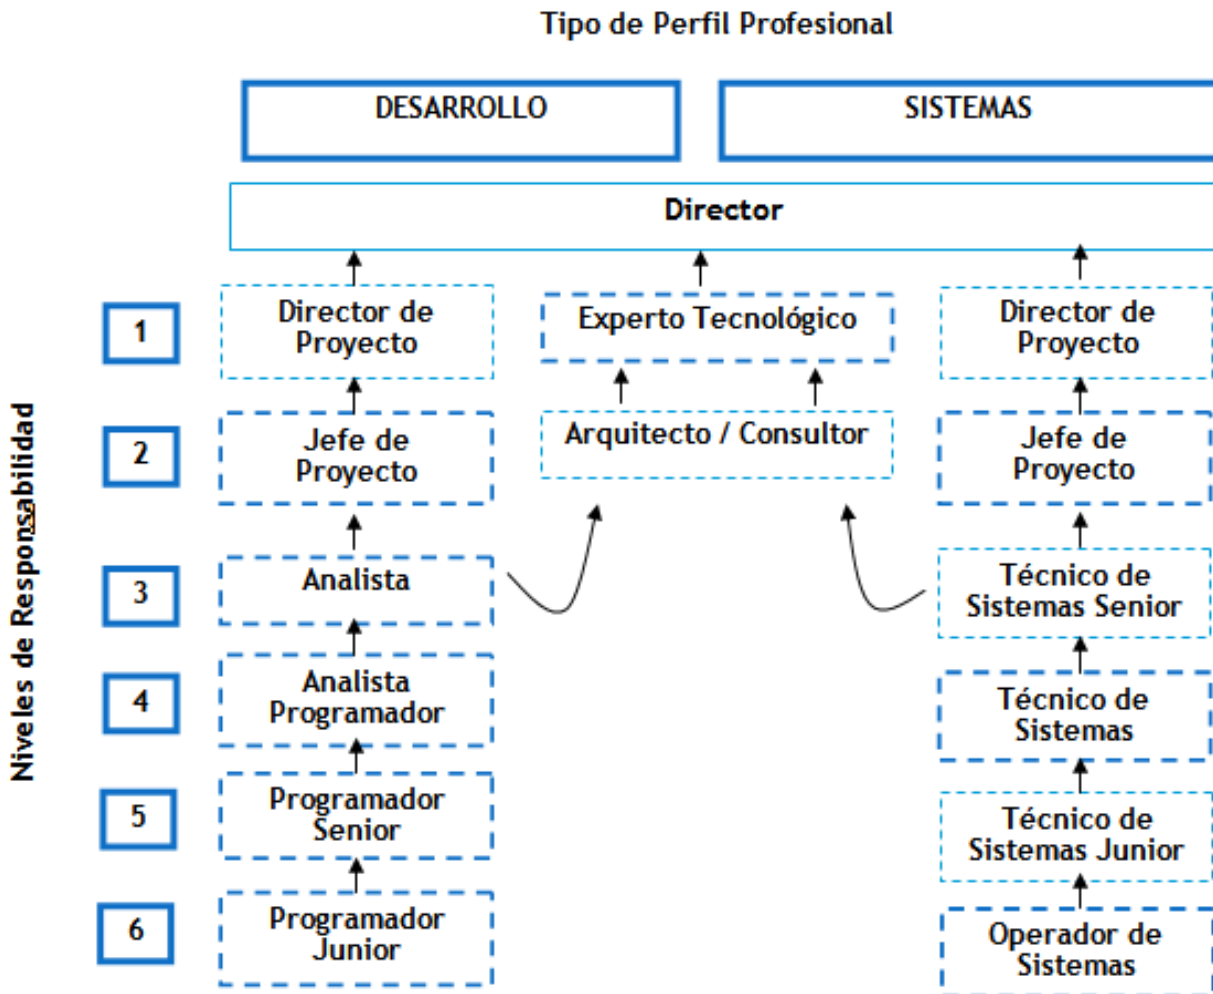 Tipo de Perfil Profesional
DESARROLLO
SISTEMAS
Director
Niveles de Responsabilidad
1
Director de
Proyecto
Experto Tecnológico
Director de
Proyecto
2
Jefe de
Proyecto
Arquitecto / Consultor
Jefe de
Proyecto
3
Analista
Técnico de
Sistemas Senior
4
Analista
Programador
Técnico de
Sistemas
5
Programador
Senior
Técnico de
Sistemas Junior
6
Programador
Junior
Operador de
Sistemas